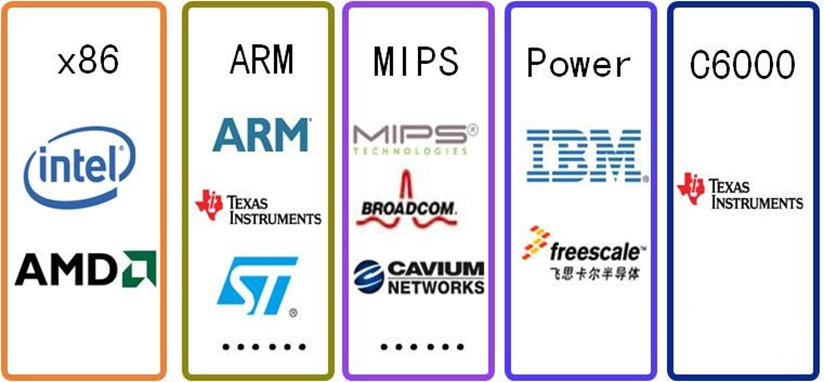 x86
intel
AMD
ARM
ARM
TEXAS
INSTRUMENTS
ST
®
......
MIPS
MIPS®
TECHNOLOGIES
BROADCOM.
CAVIUM
NETWORKS
......
Power
IBM®
freescale™
飞思卡尔半导体
C6000
TEXAS
INSTRUMENTS